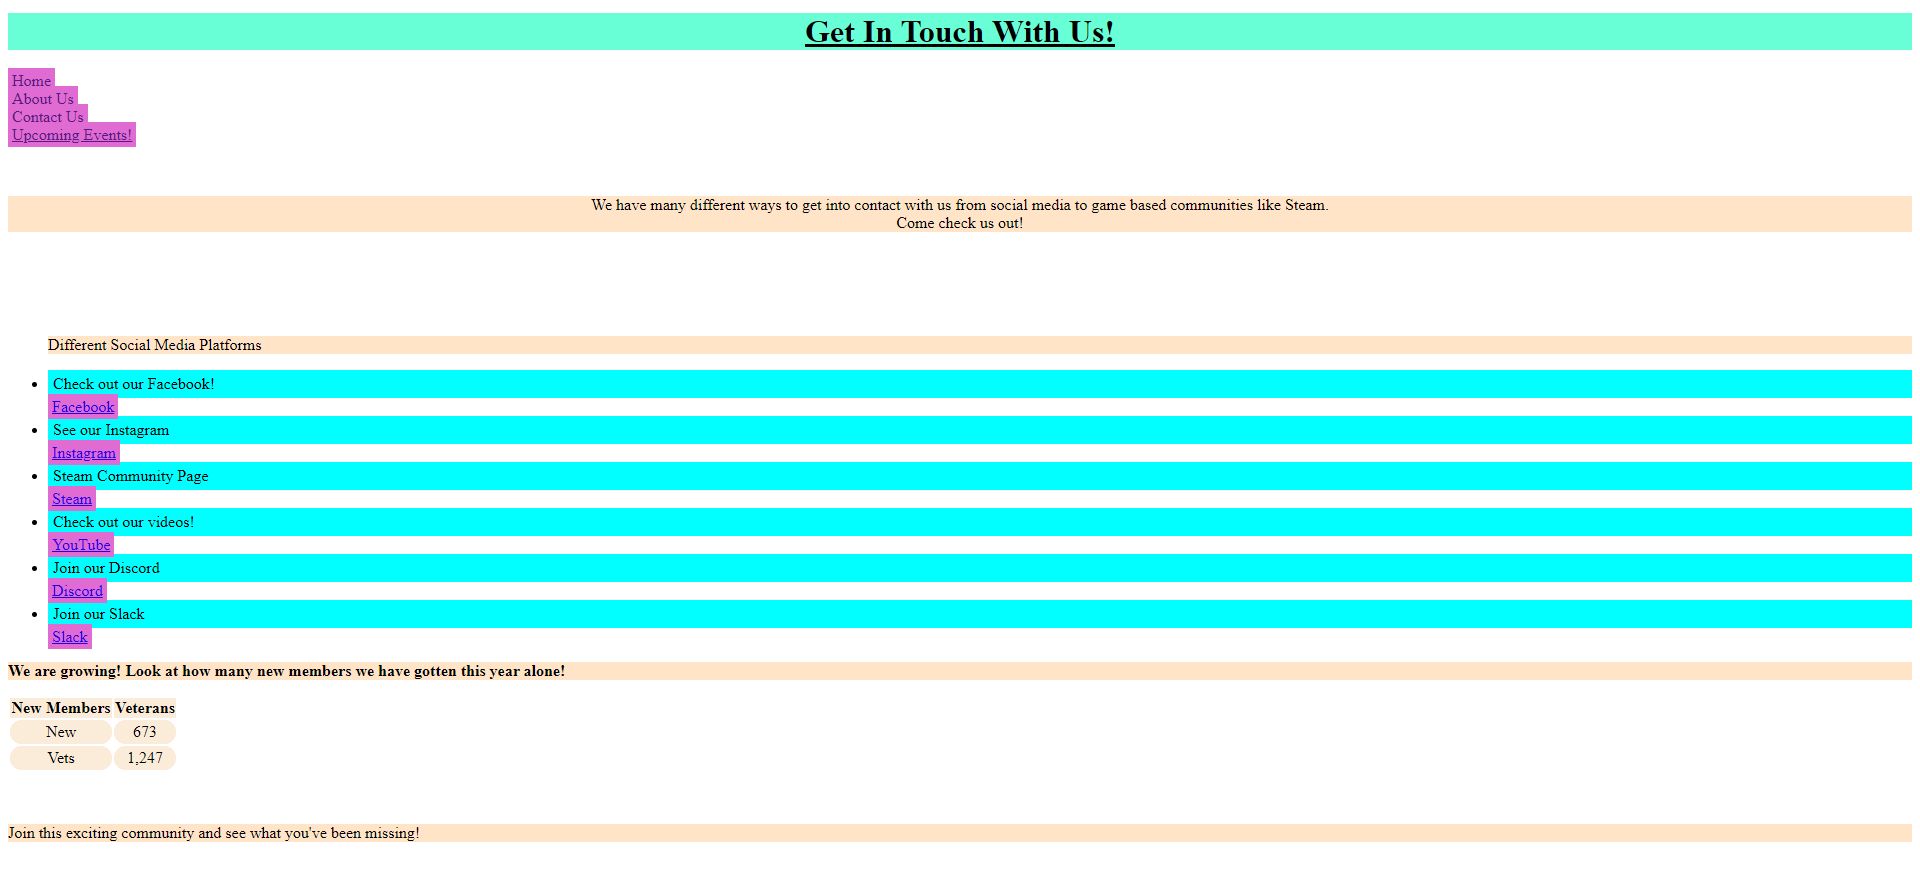 Get In Touch With Us!
Home
About Us
Contact Us
Upcoming Events!
We have many different ways to get into contact with us from social media to game based communities like Steam.
Come check us out!
Different Social Media Platforms
Check out our Facebook!
Facebook
See our Instagram
Instagram
Steam Community Page
Steam
Check out our videos!
YouTube
Join our Discord
Discord
Join our Slack
Slack
We are growing! Look at how many new members we have gotten this year alone!
New Members Veterans
New 673
Vets 1,247
Join this exciting community and see what you've been missing!